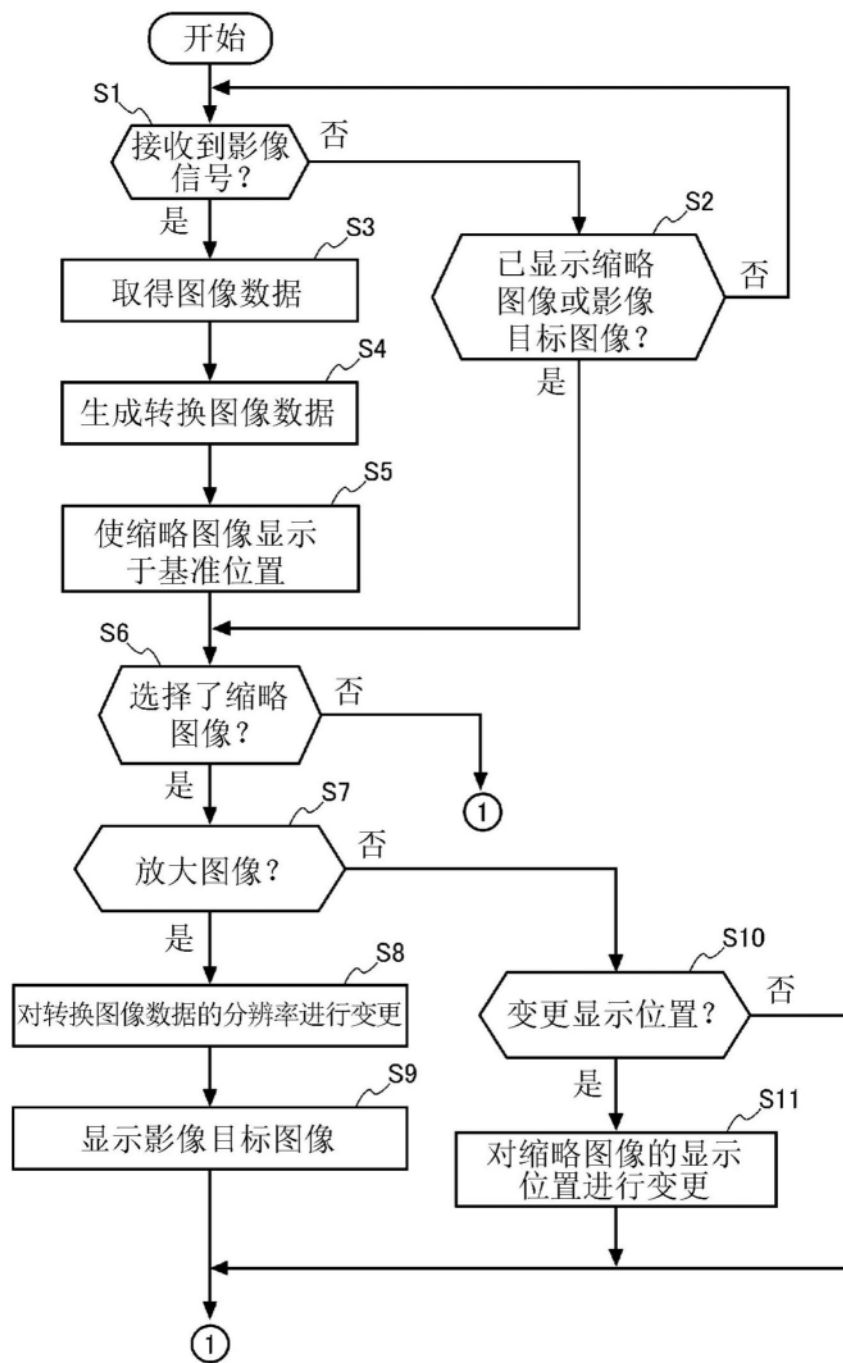 开始
S1
接收到影像
信号？
否
是
S2
已显示缩略
图像或影像
目标图像？
否
是
S3
取得图像数据
S4
生成转换图像数据
S5
使缩略图像显示
于基准位置
S6
选择了缩略
图像？
否
是
①
S7
放大图像？
否
是
S8
对转换图像数据的分辨率进行变更
S10
变更显示位置？
否
是
S9
显示影像目标图像
S11
对缩略图像的显示
位置进行变更
①